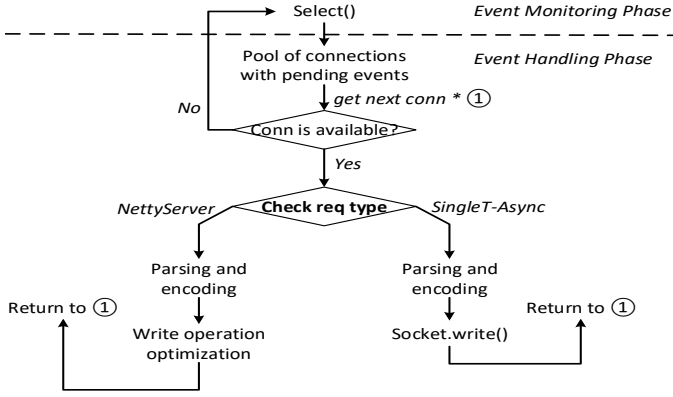 Select()
Event Monitoring Phase
Pool of connections
with pending events
Event Handling Phase
get next conn * ①
No
Conn is available?
Yes
NettyServer
Check req type
SingleT-Async
Parsing and
encoding
Parsing and
encoding
Return to ①
Return to ①
Write operation
optimization
Socket.write()